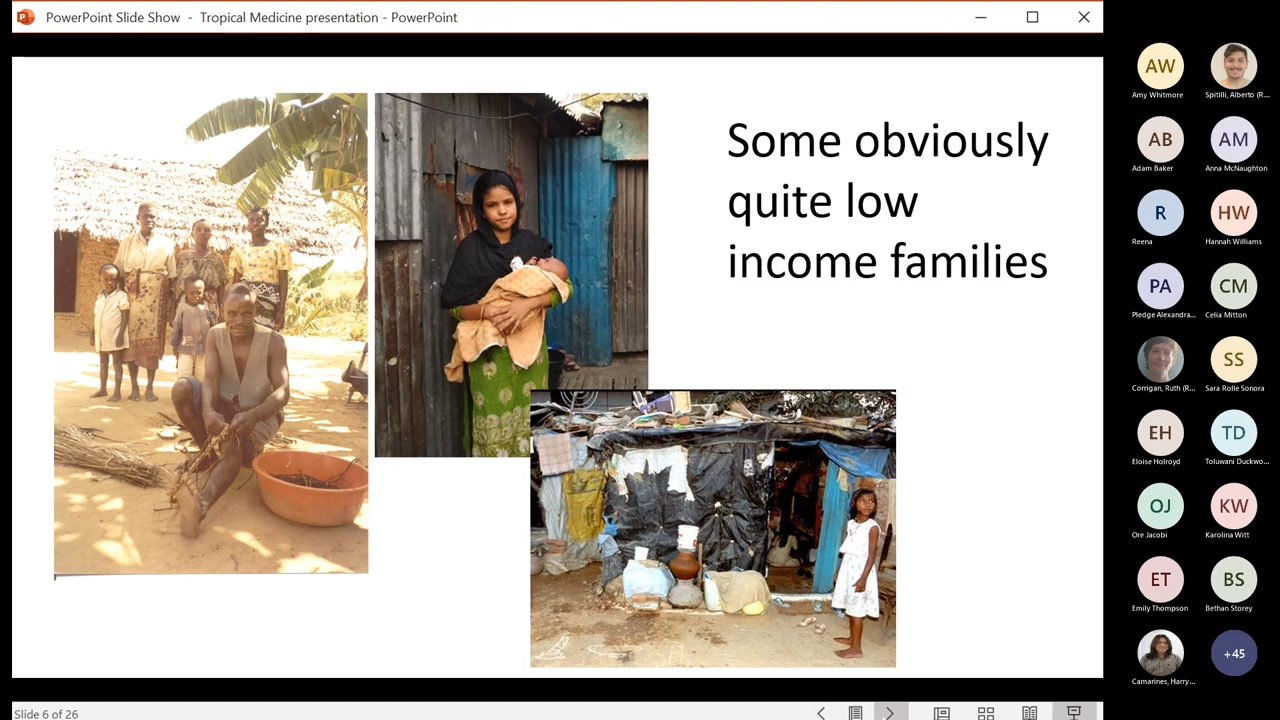 PowerPoint Slide Show - Tropical Medicine presentation - PowerPoint
Some obviously
quite low
income families
AW
Amy Whitmore
Spitilli, Alberto (R...
AB
Adam Baker
AM
Anna McNaughton
R
Reena
HW
Hannah Williams
PA
Pledge Alexandra...
CM
Celia Mitton
Corrigan, Ruth (R...
SS
Sara Rolle Sonora
EH
Eloise Holroyd
TD
Toluwani Duckwo...
OJ
Ore Jacobi
KW
Karolina Witt
ET
Emily Thompson
BS
Bethan Storey
Camarines, Harry...
+45
Slide 6 of 26